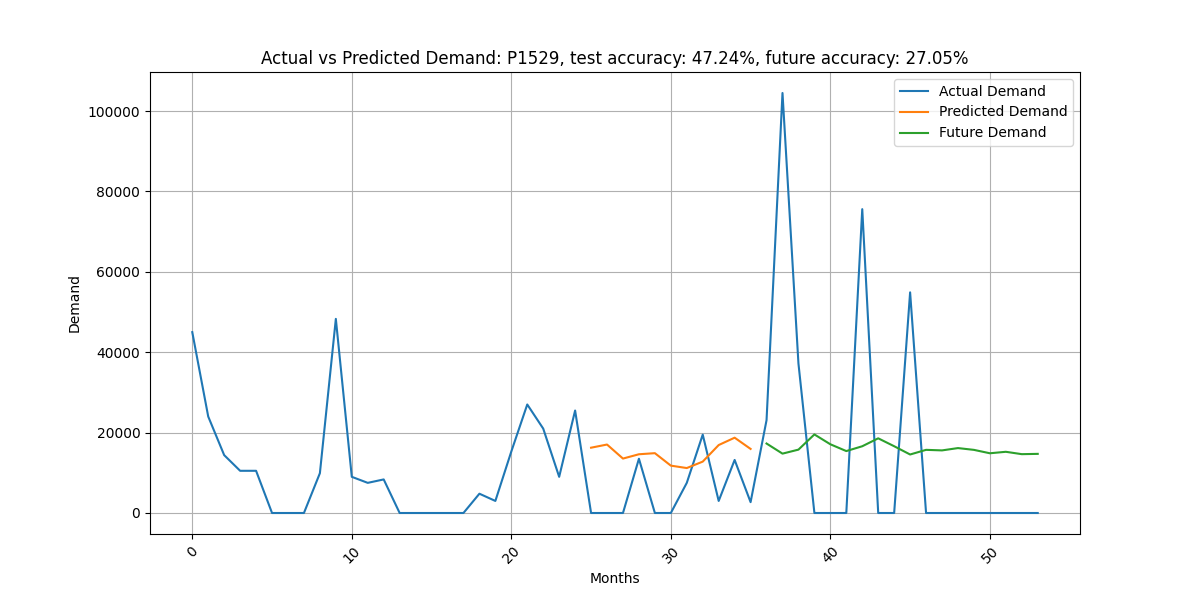 Actual vs Predicted Demand: P1529, test accuracy: 47.24%, future accuracy: 27.05%
Actual Demand
Predicted Demand
Future Demand
100000
80000
60000
40000
20000
0
Demand
0
10
20
30
40
50
Months